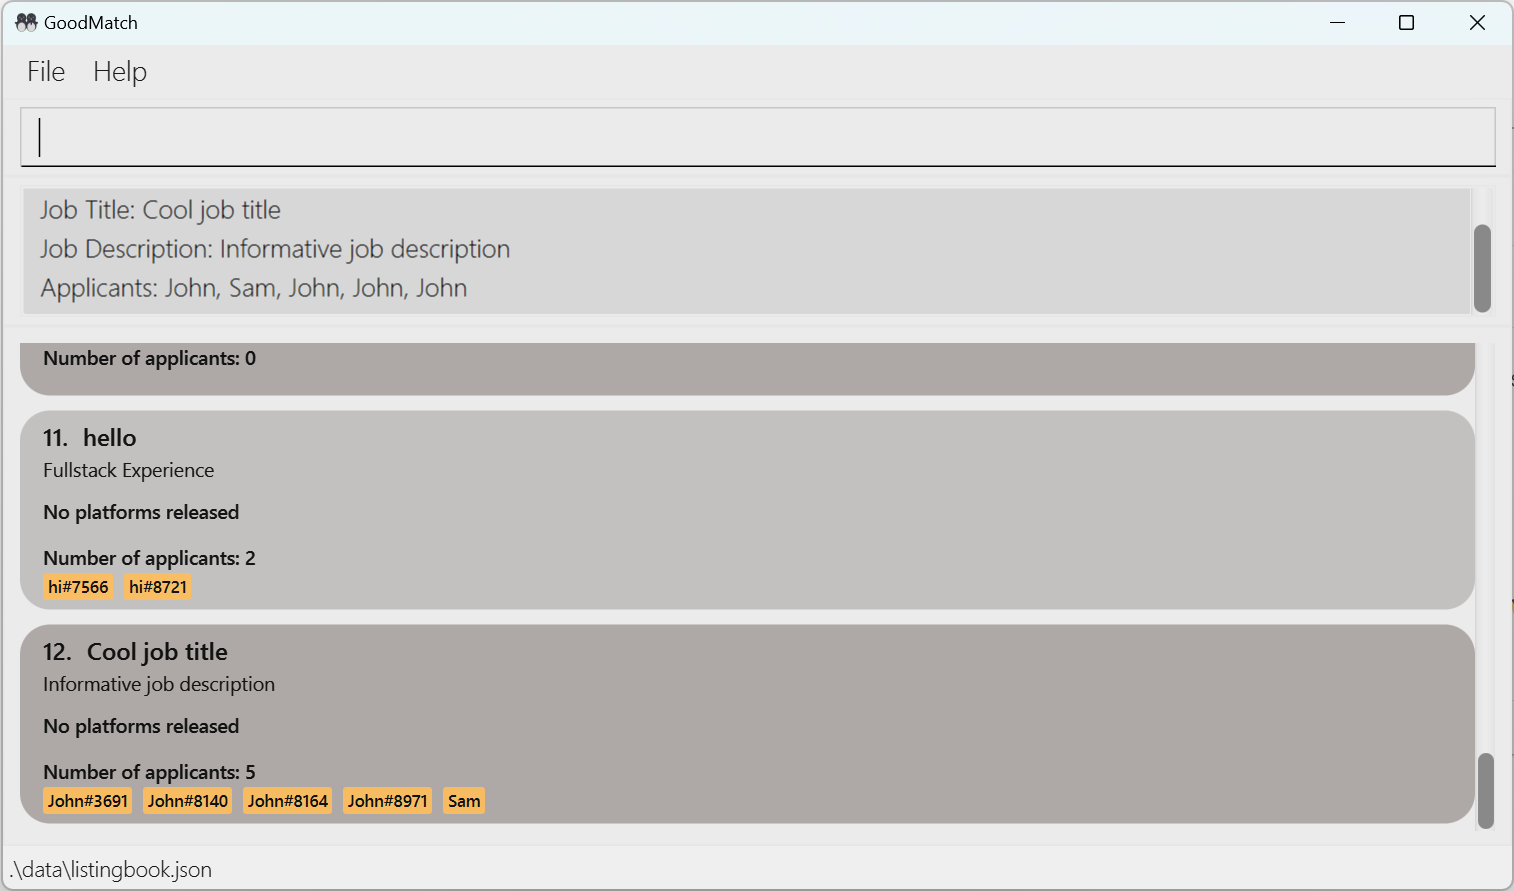 GoodMatch
File Help
Job Title: Cool job title
Job Description: Informative job description
Applicants: John, Sam, John, John, John
Number of applicants: 0
11. hello
Fullstack Experience
No platforms released
Number of applicants: 2
hi#7566 hi#8721
12. Cool job title
Informative job description
No platforms released
Number of applicants: 5
John#3691 John#8140 John#8164 John#8971 Sam
.\data\listingbook.json